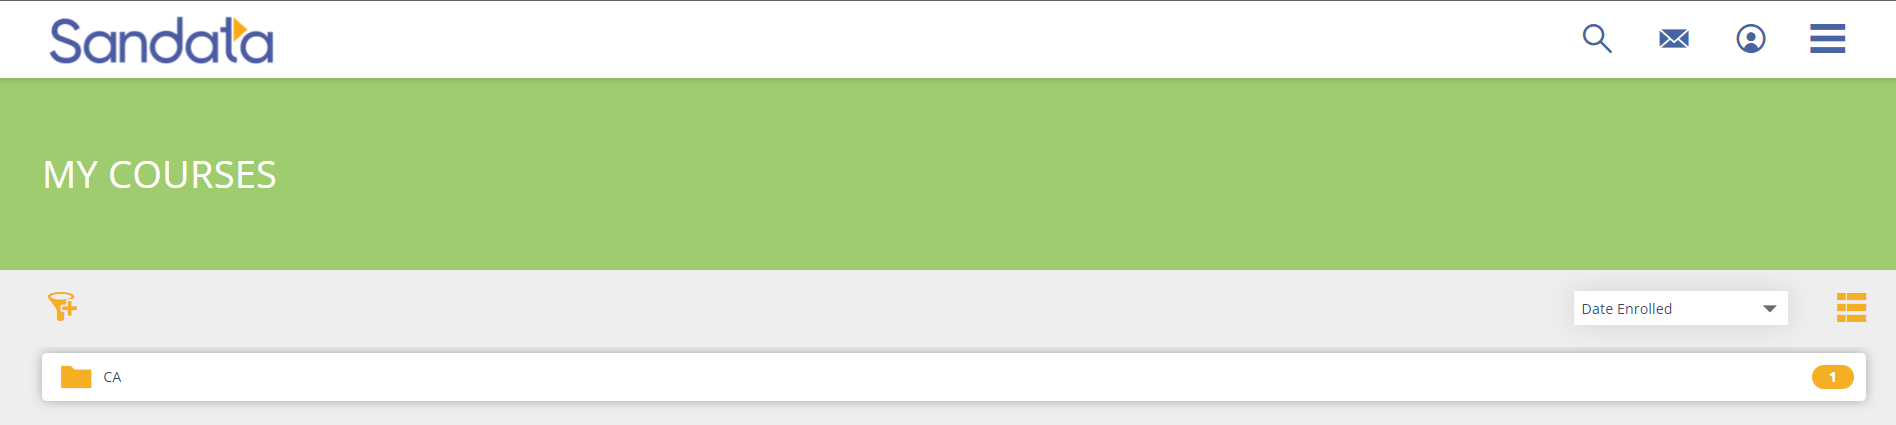 Sandata
MY COURSES
Date Enrolled
CA
1